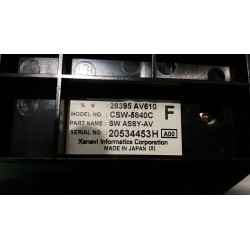 N. #: 28395 AV610
MODEL NO.: CSW-5840C
F
PART NAME: SW ASSY-AV
SERIAL NO.: 20534453H A00
Xanavi Informatics Corporation
MADE IN JAPAN (S)